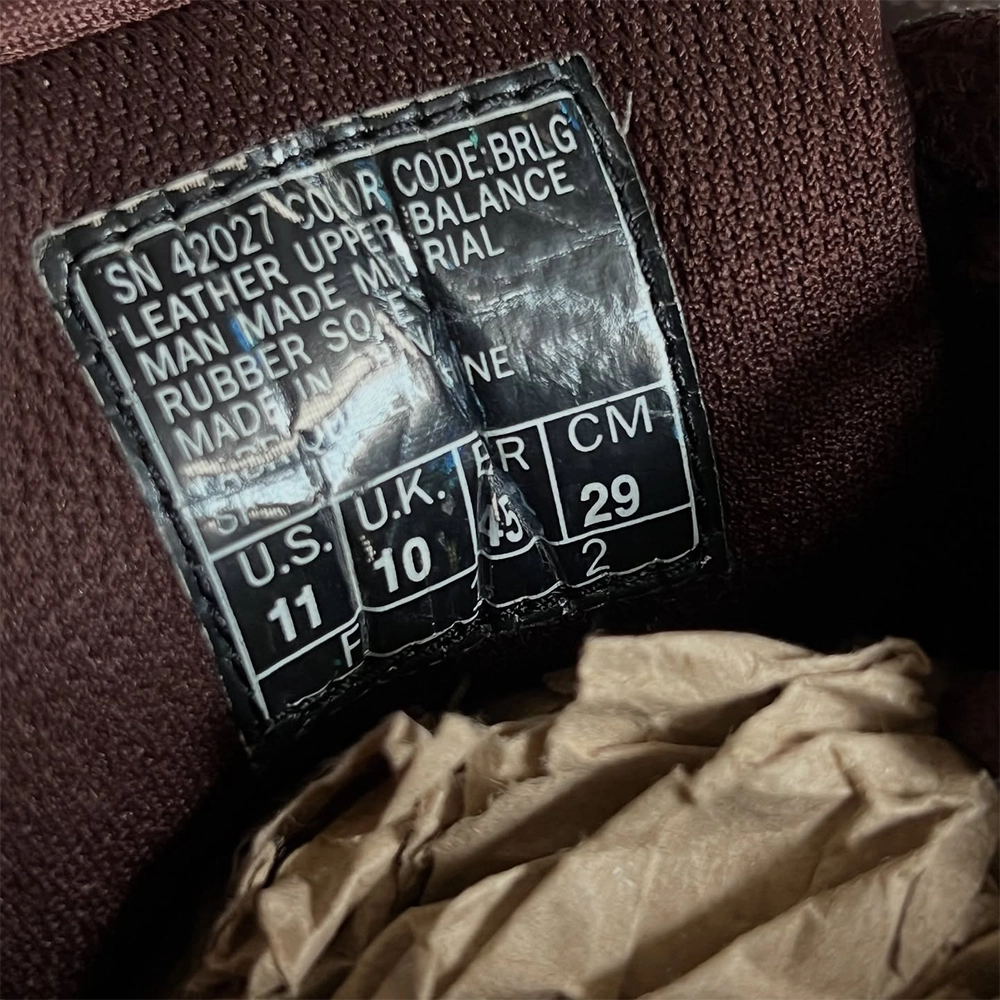 SN 42027 COLOR CODE:BRLG
LEATHER UPPER BALANCE
MAN MADE MATERIAL
RUBBER SOLE
MADE IN
U.S. U.K. CM
11 10 45 29
2